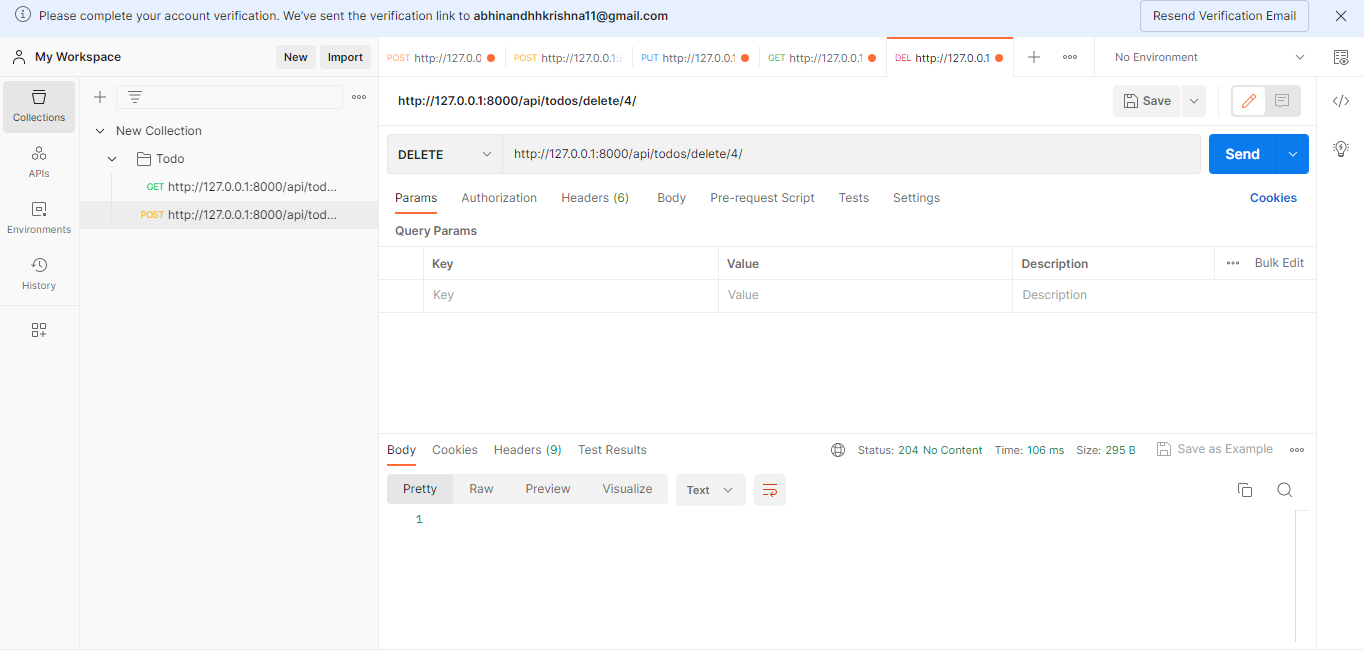 Please complete your account verification. We've sent the verification link to abhinandhhkrishna11@gmail.com
Resend Verification Email
My Workspace
New
Import
POST http://127.0.0
POST http://127.0.0.1:
PUT http://127.0.0.1
GET http://127.0.0.1
DEL http://127.0.0.1
No Environment
Collections
APIs
Environments
History
New Collection
Todo
GET http://127.0.0.1:8000/api/tod...
POST http://127.0.0.1:8000/api/tod...
http://127.0.0.1:8000/api/todos/delete/4/
Save
DELETE
http://127.0.0.1:8000/api/todos/delete/4/
Send
Params Authorization Headers (6) Body Pre-request Script Tests Settings
Cookies
Query Params
Key Value Description
Bulk Edit
Key Value Description
Body Cookies Headers (9) Test Results
Status: 204 No Content Time: 106 ms Size: 295 B
Save as Example
Pretty Raw Preview Visualize Text
1